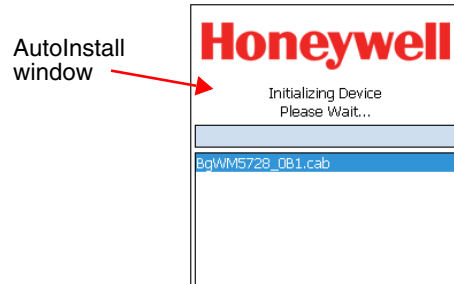 AutoInstall
window
Honeywell
Initializing Device
Please Wait...
BgWM5728_0B1.cab